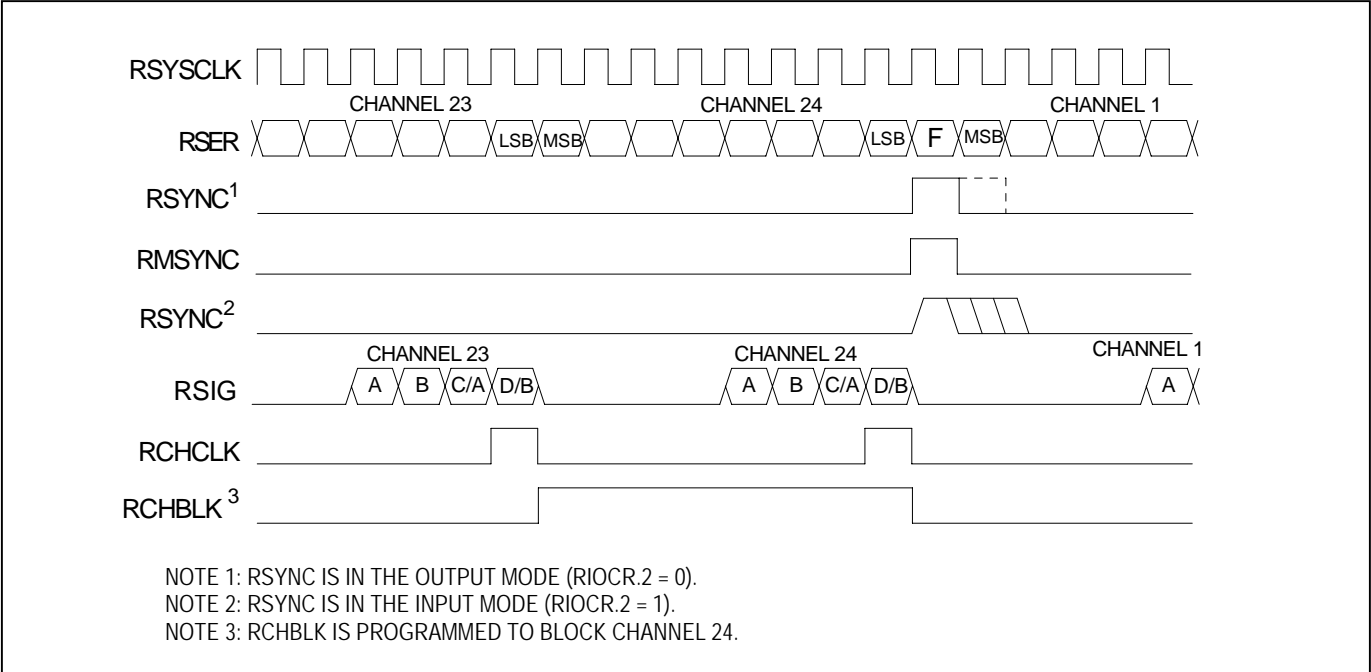 RSYSCLK
CHANNEL 23 CHANNEL 24 CHANNEL 1
RSER LSB MSB LSB F MSB
RSYNC1
RMSYNC
RSYNC2
CHANNEL 23 CHANNEL 24 CHANNEL 1
RSIG A B C/A D/B A B C/A D/B A
RCHCLK
RCHBLK 3
NOTE 1: RSYNC IS IN THE OUTPUT MODE (RIOCR.2 = 0).
NOTE 2: RSYNC IS IN THE INPUT MODE (RIOCR.2 = 1).
NOTE 3: RCHBLK IS PROGRAMMED TO BLOCK CHANNEL 24.